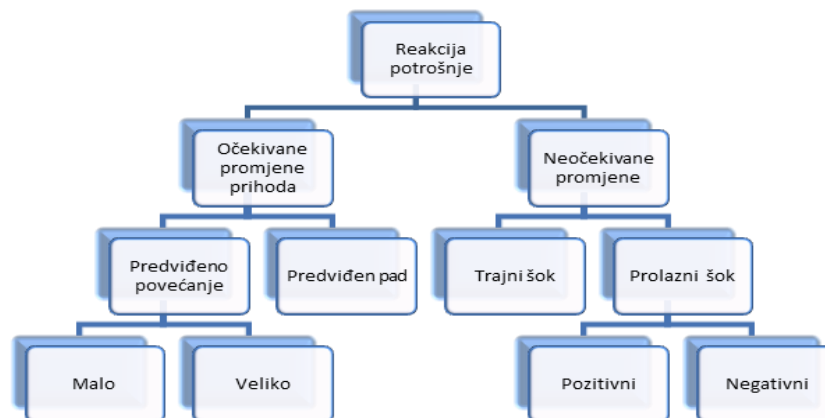 Reakcija
potrošnje
Očekivane
promjene
prihoda
Neočekivane
promjene
Predviđeno
povećanje
Predviđen pad
Trajni šok
Prolazni šok
Malo
Veliko
Pozitivni
Negativni